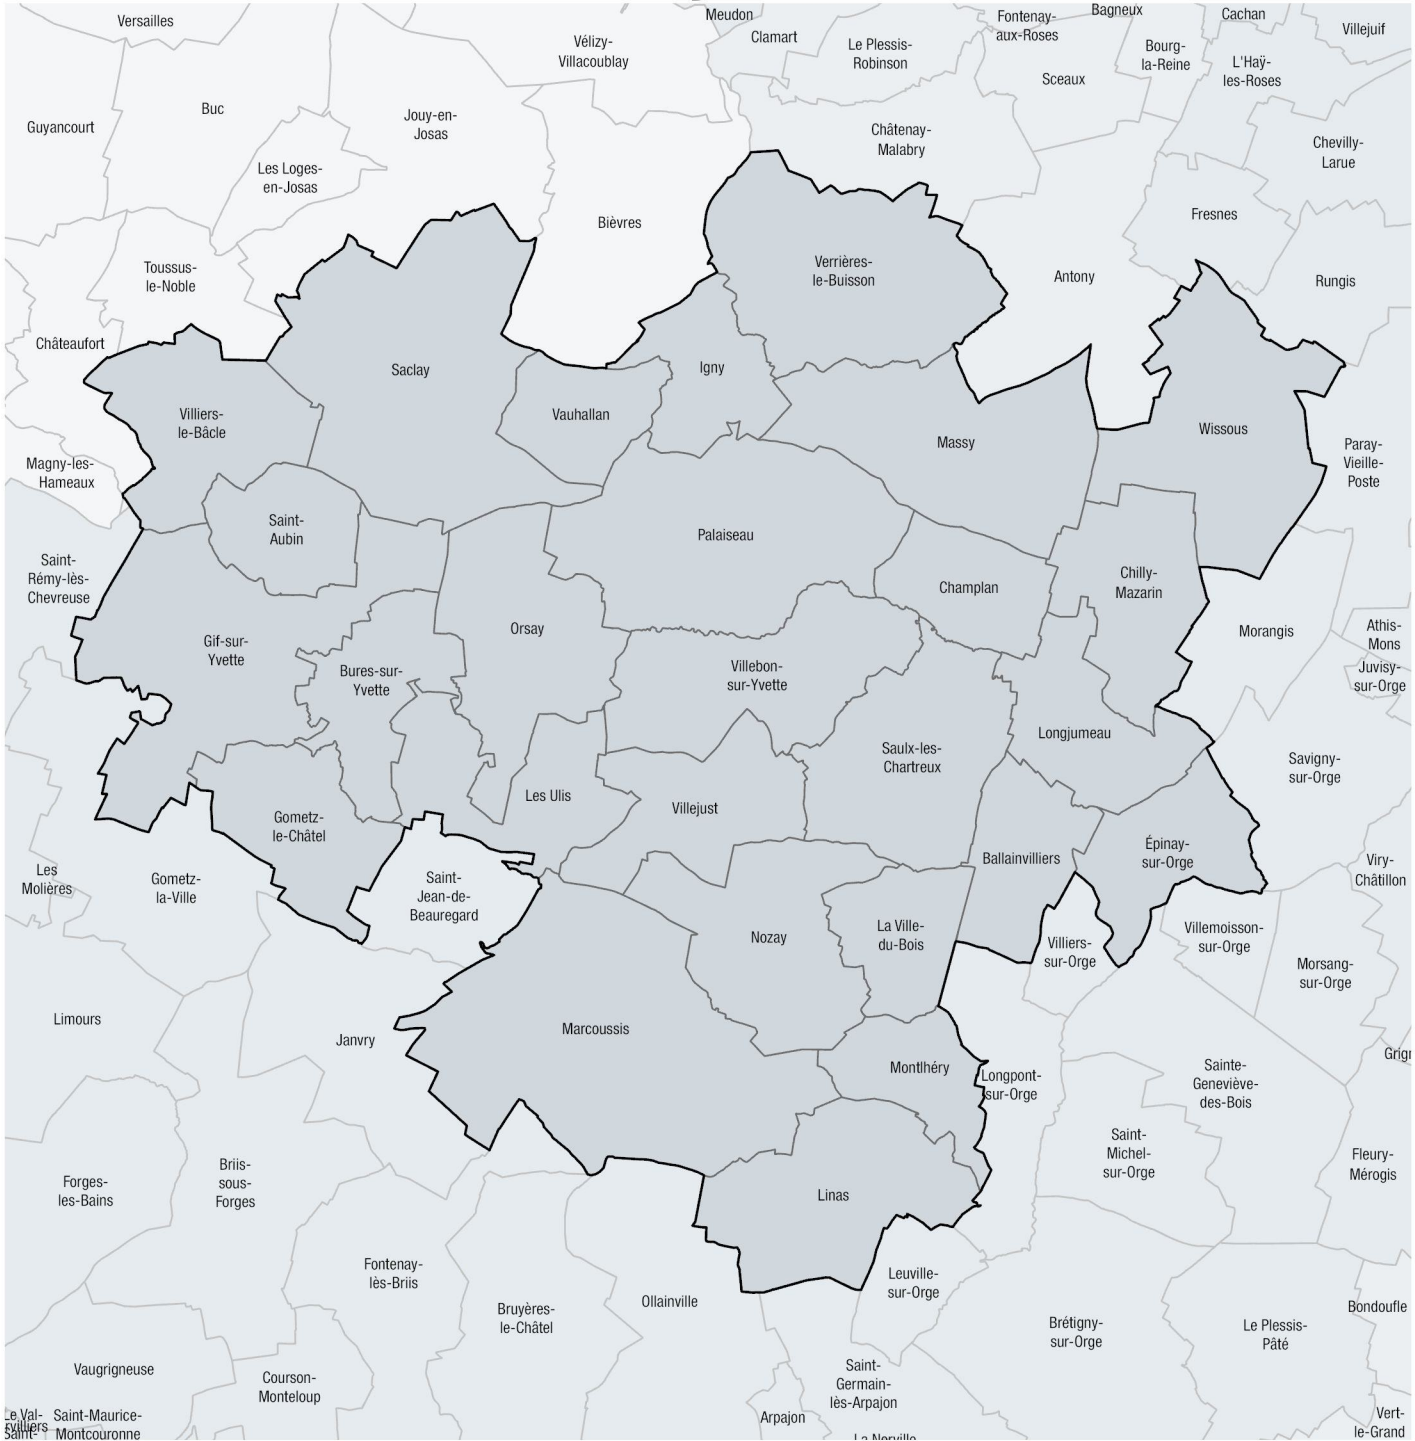 Versailles
Meudon
Clamart
Fontenay-
aux-Roses
Bagneux
Cachan
Villejuif
Vélizy-
Villacoublay
Le Plessis-
Robinson
Sceaux
Bourg-
la-Reine
L'Haÿ-
les-Roses
Buc
Guyancourt
Jouy-en-
Josas
Châtenay-
Malabry
Chevilly-
Larue
Les Loges-
en-Josas
Bièvres
Fresnes
Toussus-
le-Noble
Verrières-
le-Buisson
Antony
Rungis
Châteaufort
Saclay
Igny
Villiers-
le-Bâcle
Vauhallan
Massy
Wissous
Magny-les-
Hameaux
Paray-
Vieille-
Poste
Saint-
Aubin
Palaiseau
Saint-
Rémy-lès-
Chevreuse
Champlan
Chilly-
Mazarin
Gif-sur-
Yvette
Orsay
Morangis
Athis-
Mons
Bures-sur-
Yvette
Villebon-
sur-Yvette
Juvisy-
sur-Orge
Longjumeau
Saulx-les-
Chartreux
Savigny-
sur-Orge
Les Ulis
Villejust
Gometz-
le-Châtel
Ballainvilliers
Épinay-
sur-Orge
Les
Molières
Gometz-
la-Ville
Saint-
Jean-de-
Beauregard
Viry-
Châtillon
Nozay
La Ville-
du-Bois
Villiers-
sur-Orge
Villemoisson-
sur-Orge
Morsang-
sur-Orge
Limours
Janvry
Marcoussis
Montlhéry
Longpont-
sur-Orge
Sainte-
Geneviève-
des-Bois
Grigr
Saint-
Michel-
sur-Orge
Fleury-
Mérogis
Forges-
les-Bains
Briis-
sous-
Forges
Linas
Fontenay-
lès-Briis
Leuville-
sur-Orge
Bruyères-
le-Châtel
Ollainville
Brétigny-
sur-Orge
Le Plessis-
Pâté
Bondoufle
Vaugrigneuse
Courson-
Monteloup
Saint-
Germain-
lès-Arpajon
Arpajon
Le Val-
Saint-
Saint-Maurice-
Montcouronne
Vert-
le-Grand
La Norville